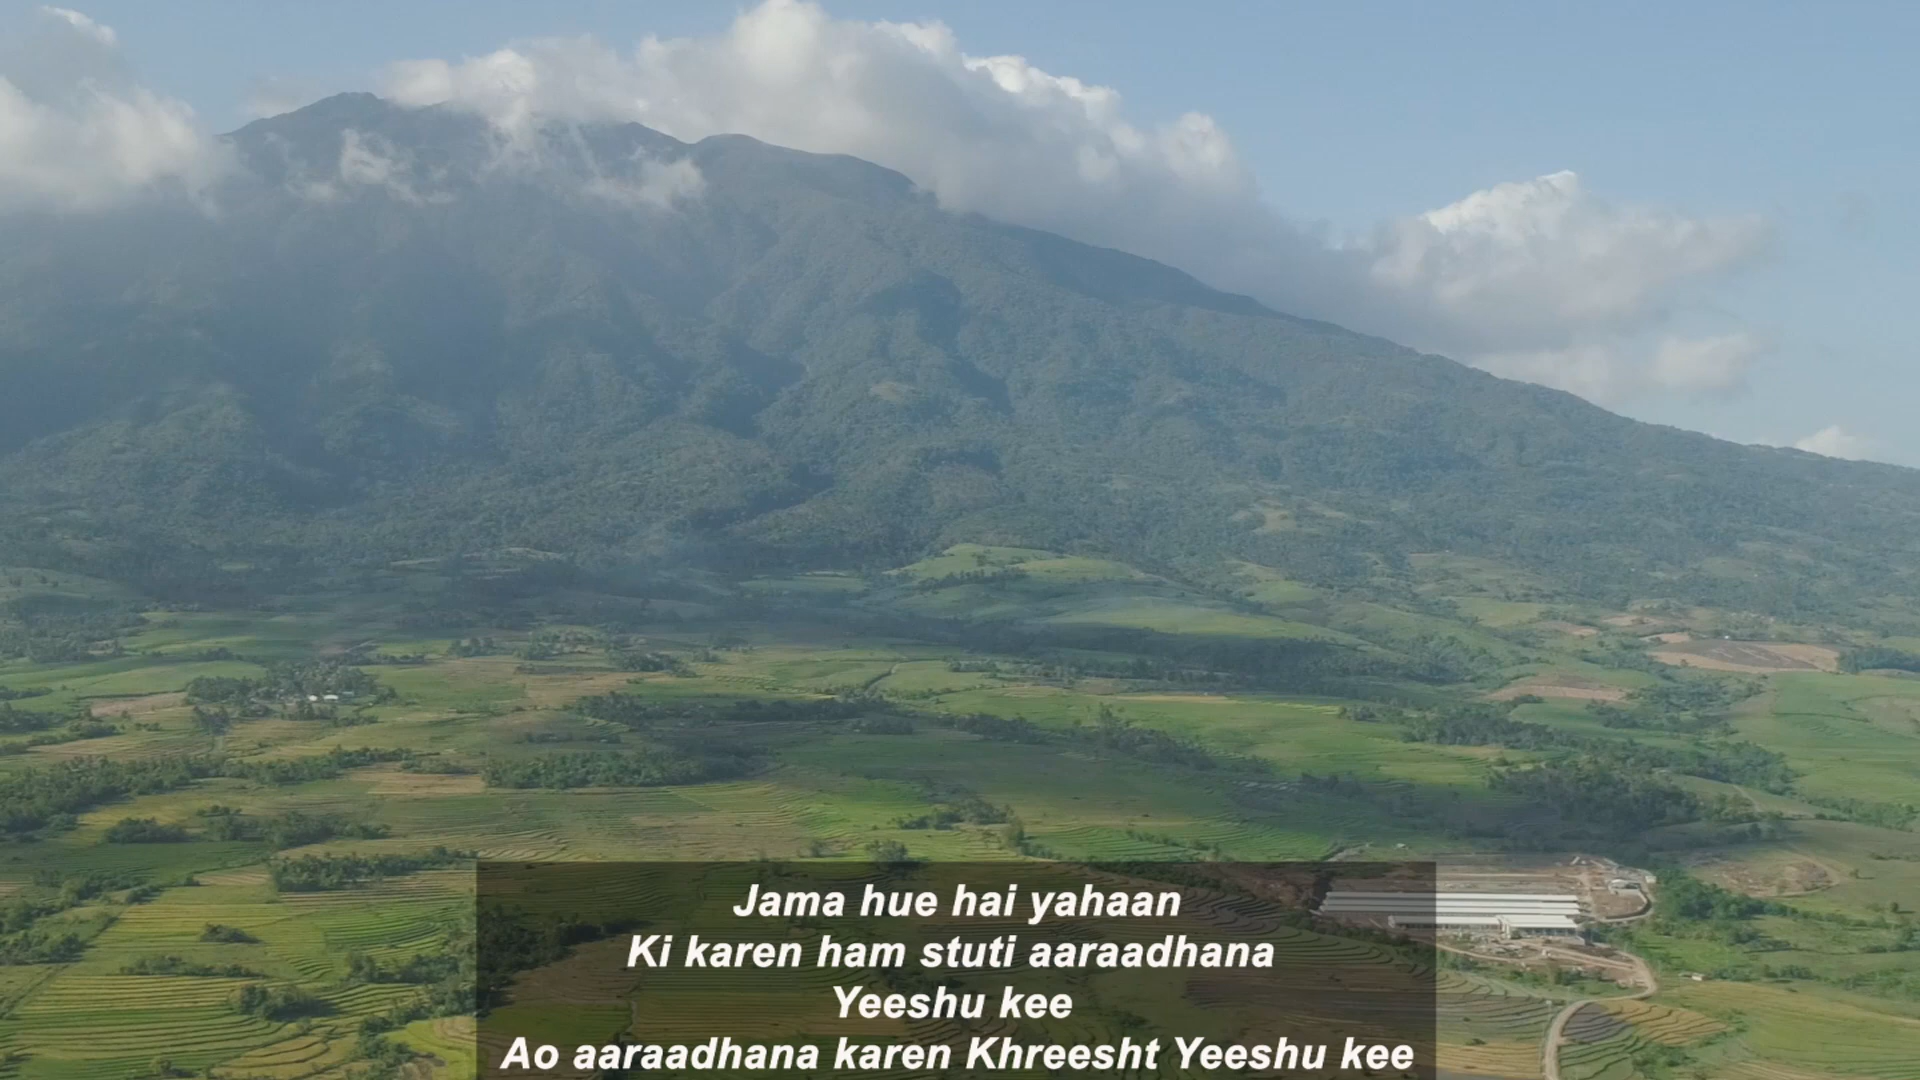 Jama hue hai yahaan
Ki karen ham stuti aaraadhana
Yeeshu kee
Ao aaraadhana karen Khreesht Yeeshu kee